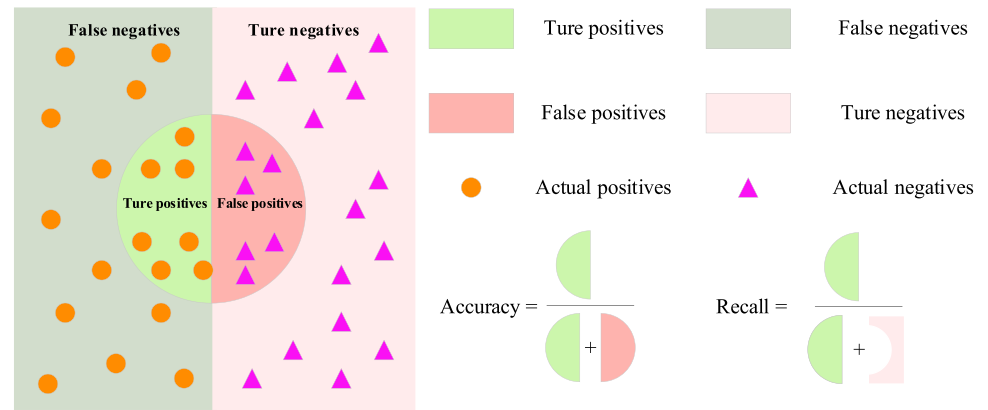 False negatives
Ture negatives
Ture positives
False positives
Ture positives
False negatives
False positives
Ture negatives
Actual positives
Actual negatives
Accuracy =
+
Recall =
+